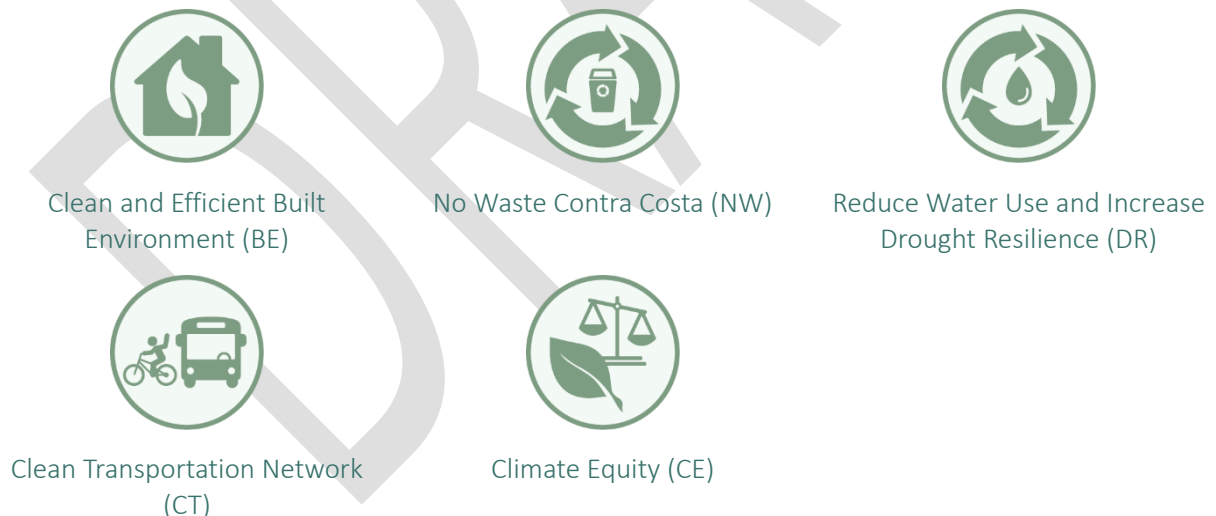 Clean and Efficient Built
Environment (BE)
No Waste Contra Costa (NW)
Reduce Water Use and Increase
Drought Resilience (DR)
Clean Transportation Network
(CT)
Climate Equity (CE)